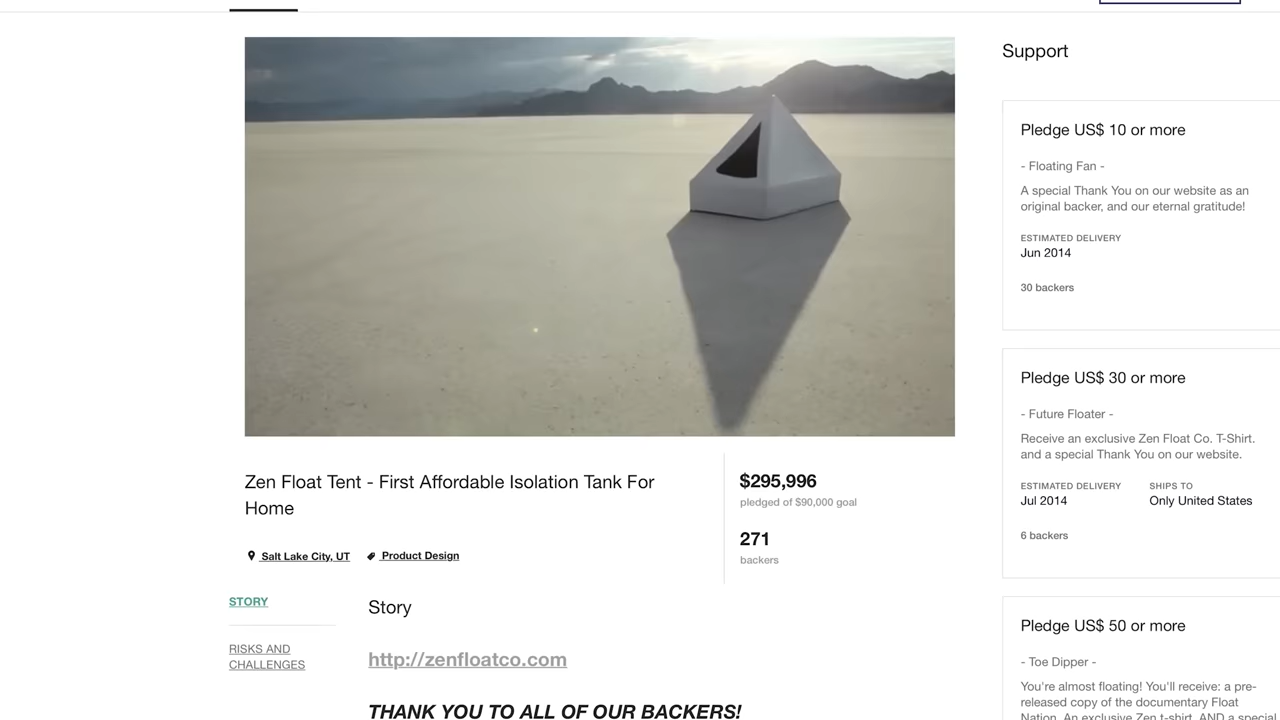 Support
Pledge US$ 10 or more
- Floating Fan -
A special Thank You on our website as an
original backer, and our eternal gratitude!
ESTIMATED DELIVERY
Jun 2014
30 backers
Pledge US$ 30 or more
- Future Floater -
Receive an exclusive Zen Float Co. T-Shirt.
and a special Thank You on our website.
ESTIMATED DELIVERY SHIPS TO
Jul 2014 Only United States
6 backers
Pledge US$ 50 or more
- Toe Dipper -
You're almost floating! You'll receive: a pre-
released copy of the documentary Float
Nation, An exclusive Zen t-shirt, AND a special
Zen Float Tent - First Affordable Isolation Tank For
Home
Salt Lake City, UT Product Design
$295,996
pledged of $90,000 goal
271
backers
STORY
RISKS AND
CHALLENGES
Story
http://zenfloatco.com
THANK YOU TO ALL OF OUR BACKERS!